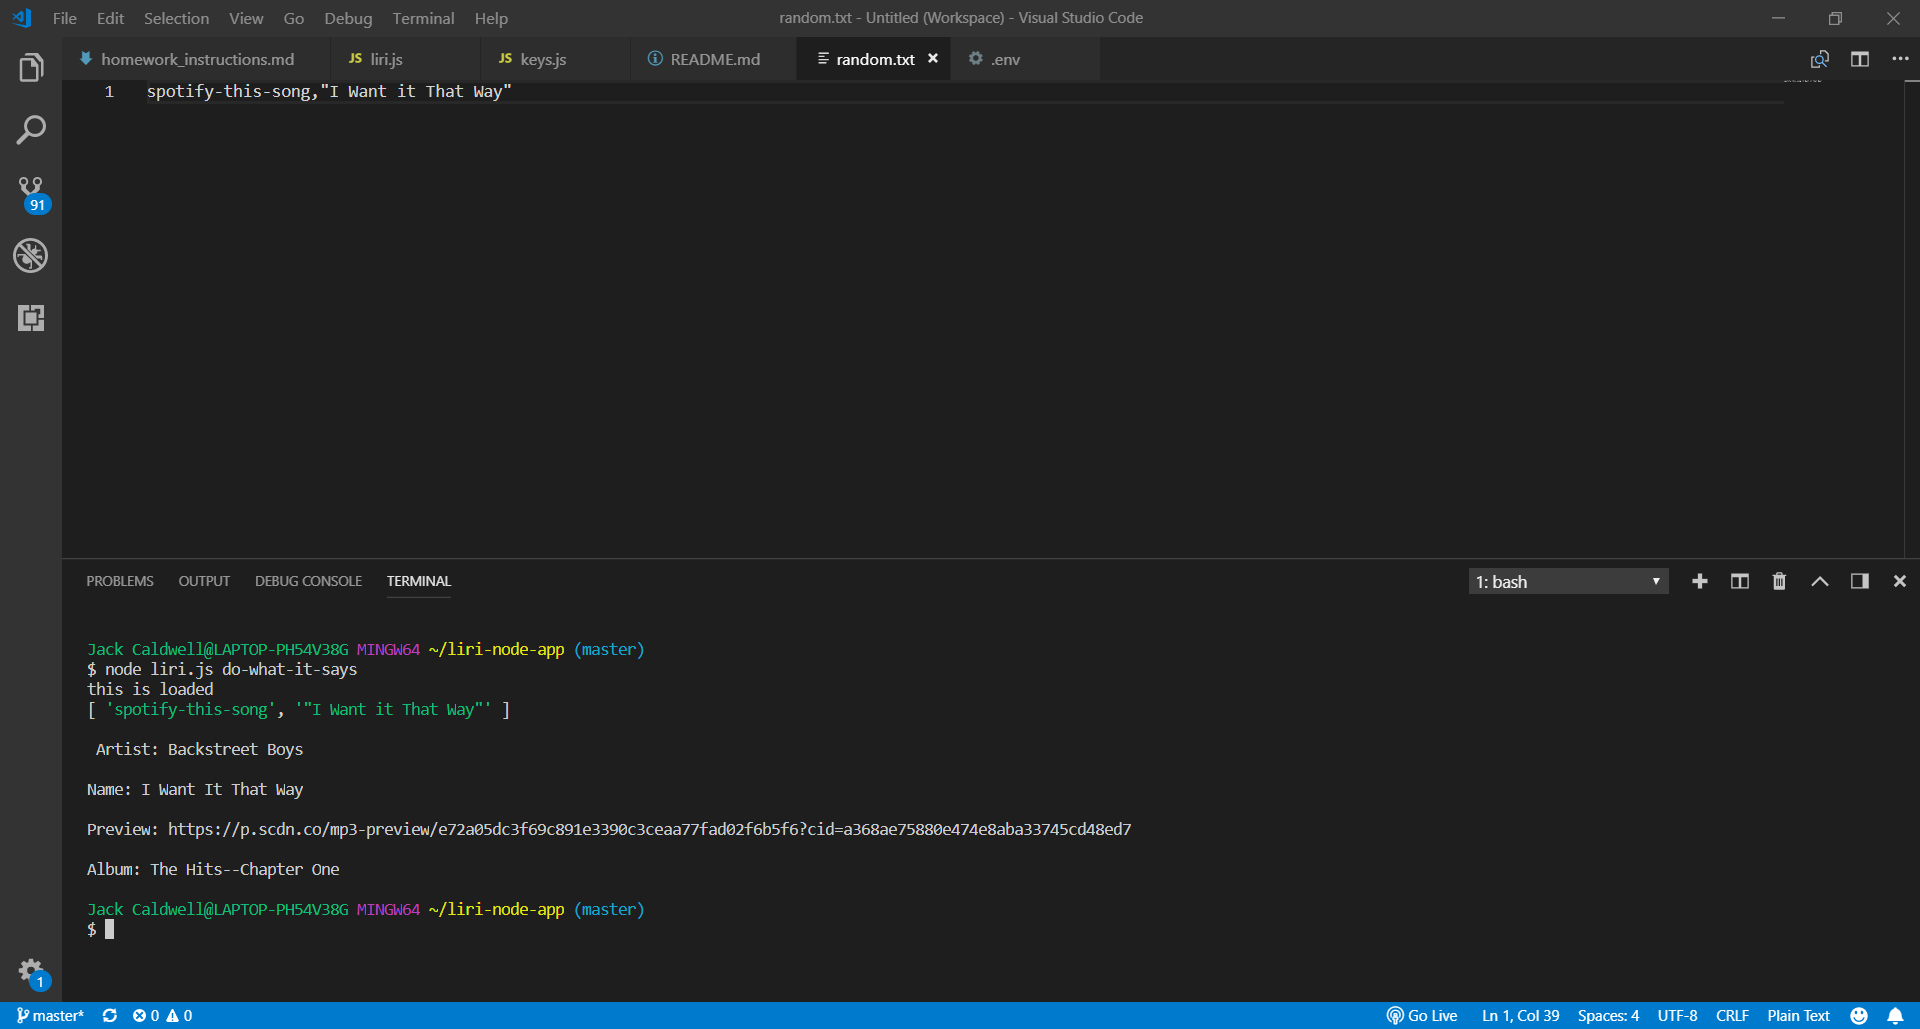 File Edit Selection View Go Debug Terminal Help random.txt - Untitled (Workspace) - Visual Studio Code
homework_instructions.md JS liri.js JS keys.js README.md random.txt .env
1 spotify-this-song,"I Want it That Way"
91
PROBLEMS OUTPUT DEBUG CONSOLE TERMINAL 1: bash
Jack Caldwell@LAPTOP-PH54V38G MINGW64 ~/liri-node-app (master)
$ node liri.js do-what-it-says
this is loaded
[ 'spotify-this-song', '"I Want it That Way"' ]
Artist: Backstreet Boys
Name: I Want It That Way
Preview: https://p.scdn.co/mp3-preview/e72a05dc3f69c891e3390c3ceaa77fad02f6b5f6?cid=a368ae75880e474e8aba33745cd48ed7
Album: The Hits--Chapter One
Jack Caldwell@LAPTOP-PH54V38G MINGW64 ~/liri-node-app (master)
$
1
master* 0 0 Go Live Ln 1, Col 39 Spaces: 4 UTF-8 CRLF Plain Text